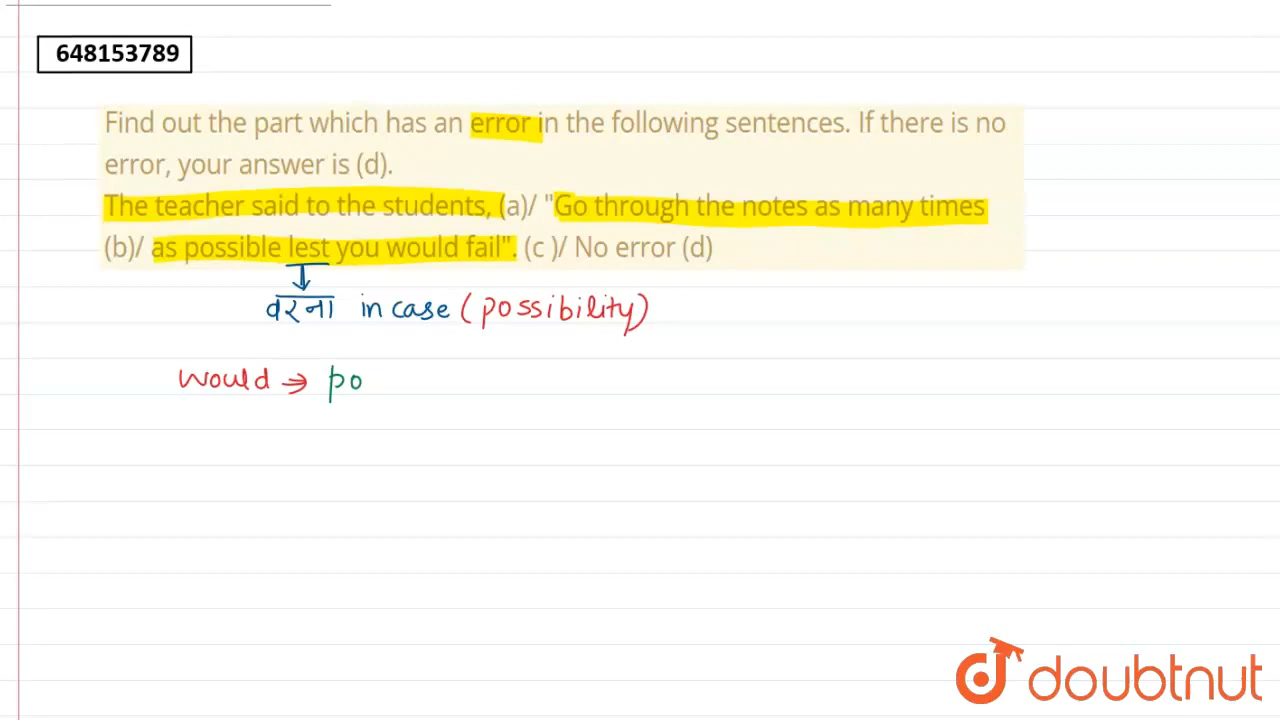 648153789
Find out the part which has an error in the following sentences. If there is no
error, your answer is (d).
The teacher said to the students, (a)/ "Go through the notes as many times
(b)/ as possible lest you would fail". (c )/ No error (d)
वरना in case (possibility)
would → po
doubtnut